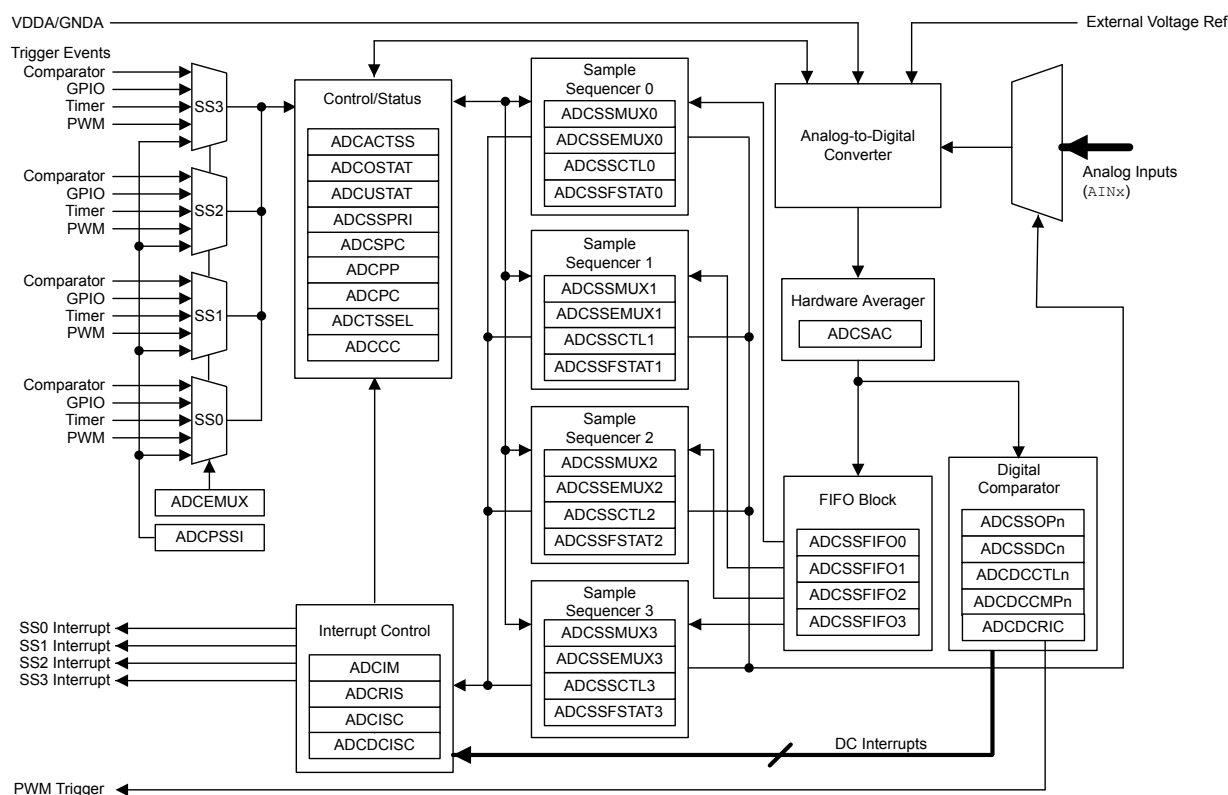 VDDA/GNDA
External Voltage Ref
Trigger Events
Comparator
GPIO
Timer
PWM
SS3
Comparator
GPIO
Timer
PWM
SS2
Comparator
GPIO
Timer
PWM
SS1
Comparator
GPIO
Timer
PWM
SS0
ADCEMUX
ADCPSSI
Control/Status
ADCACTSS
ADCOSTAT
ADCUSTAT
ADCSSPRI
ADCSPC
ADCPP
ADCPC
ADCTSSEL
ADCCC
Sample
Sequencer 0
ADCSSMUX0
ADCSSEMUX0
ADCSSCTL0
ADCSSFSTAT0
Sample
Sequencer 1
ADCSSMUX1
ADCSSEMUX1
ADCSSCTL1
ADCSSFSTAT1
Sample
Sequencer 2
ADCSSMUX2
ADCSSEMUX2
ADCSSCTL2
ADCSSFSTAT2
Sample
Sequencer 3
ADCSSMUX3
ADCSSEMUX3
ADCSSCTL3
ADCSSFSTAT3
Analog-to-Digital
Converter
Analog Inputs
(AINx)
Hardware Averager
ADCSAC
FIFO Block
ADCSSFIFO0
ADCSSFIFO1
ADCSSFIFO2
ADCSSFIFO3
Digital
Comparator
ADCSSOPn
ADCSSDCn
ADCDCCTLn
ADCDCCMPn
ADCDCRIC
SS0 Interrupt
SS1 Interrupt
SS2 Interrupt
SS3 Interrupt
Interrupt Control
ADCIM
ADCRIS
ADCISC
ADCDCISC
DC Interrupts
PWM Trigger